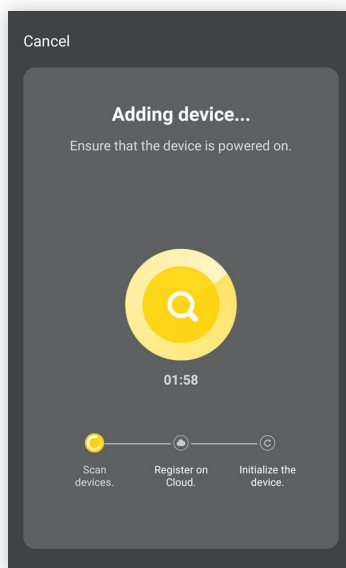 Cancel
Adding device...
Ensure that the device is powered on.
01:58
Scan
devices.
Register on
Cloud.
Initialize the
device.